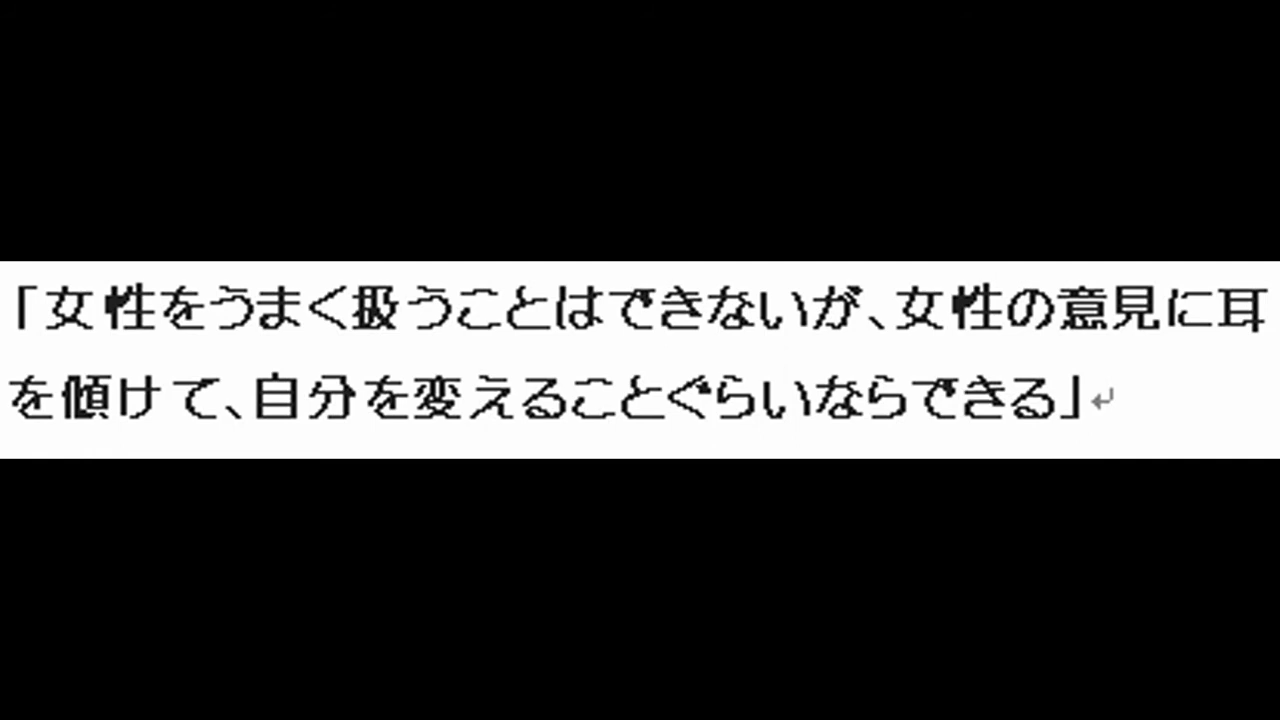 「女性をうまく扱うことはできないが、女性の意見に耳
を傾けて、自分を変えることぐらいならできる」